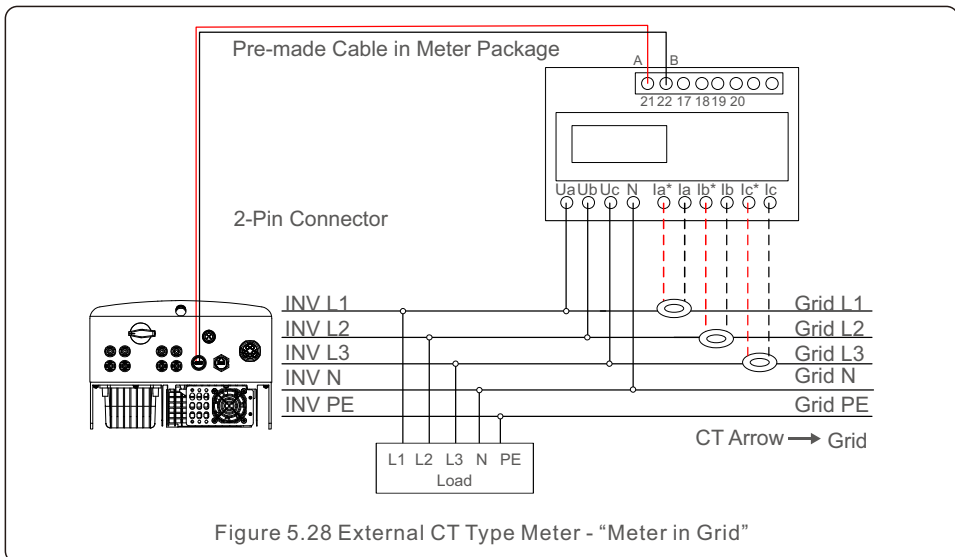 Pre-made Cable in Meter Package
A B
21 22 17 18 19 20
Ua Ub Uc N Ia* Ia Ib* Ib Ic* Ic
2-Pin Connector
INV L1 Grid L1
INV L2 Grid L2
INV L3 Grid L3
INV N Grid N
INV PE Grid PE
CT Arrow Grid
L1 L2 L3 N PE
Load
Figure 5.28 External CT Type Meter - “Meter in Grid”